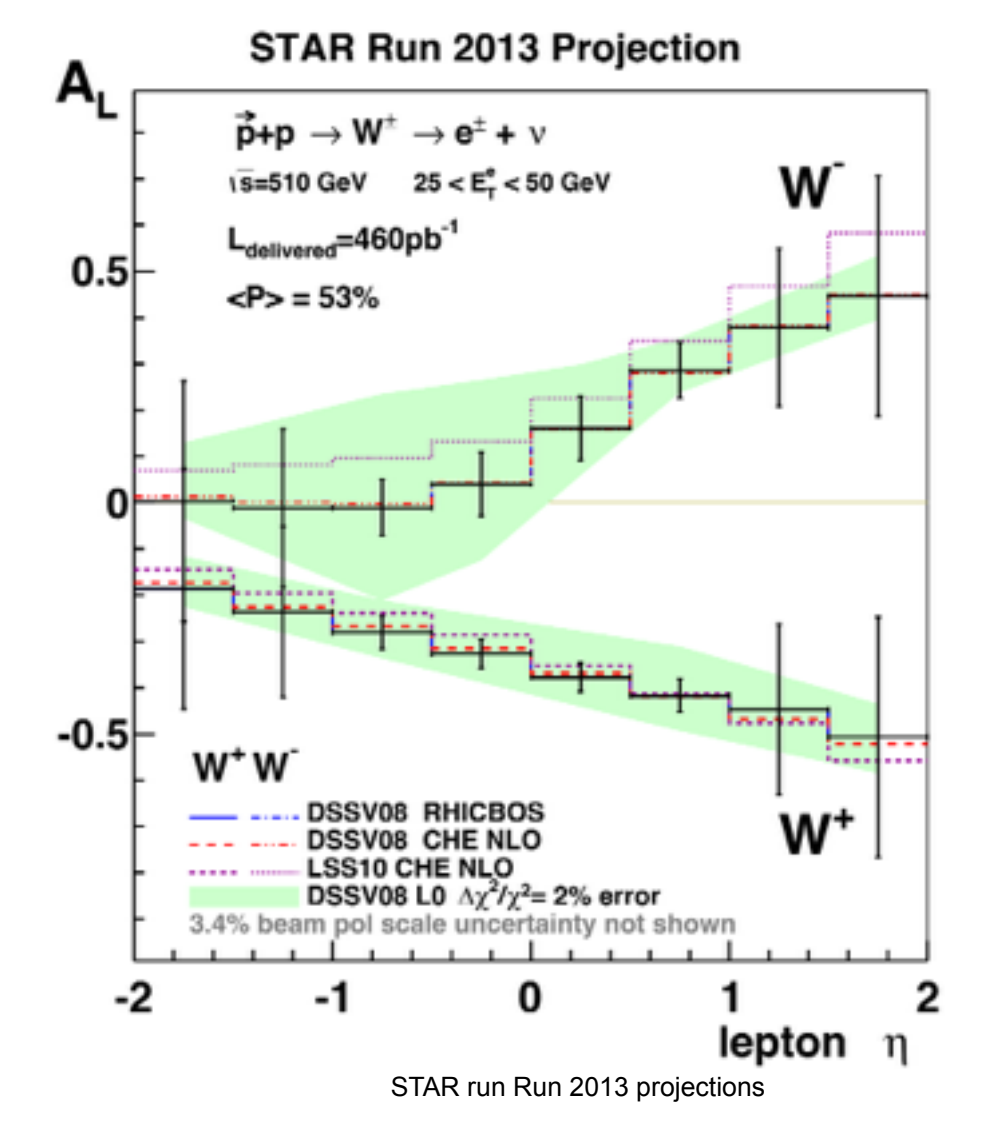 STAR Run 2013 Projection
A_L
p⃗+p → W^± → e^± + ν
√s=510 GeV 25 < E_T^e < 50 GeV
L_delivered=460pb^-1
<P> = 53%
W^-
0.5
0
-0.5
W^+ W^-
DSSV08 RHICBOS
DSSV08 CHE NLO
LSS10 CHE NLO
DSSV08 L0 Δχ²/χ²= 2% error
3.4% beam pol scale uncertainty not shown
W^+
-2 -1 0 1 2
lepton η
STAR run Run 2013 projections